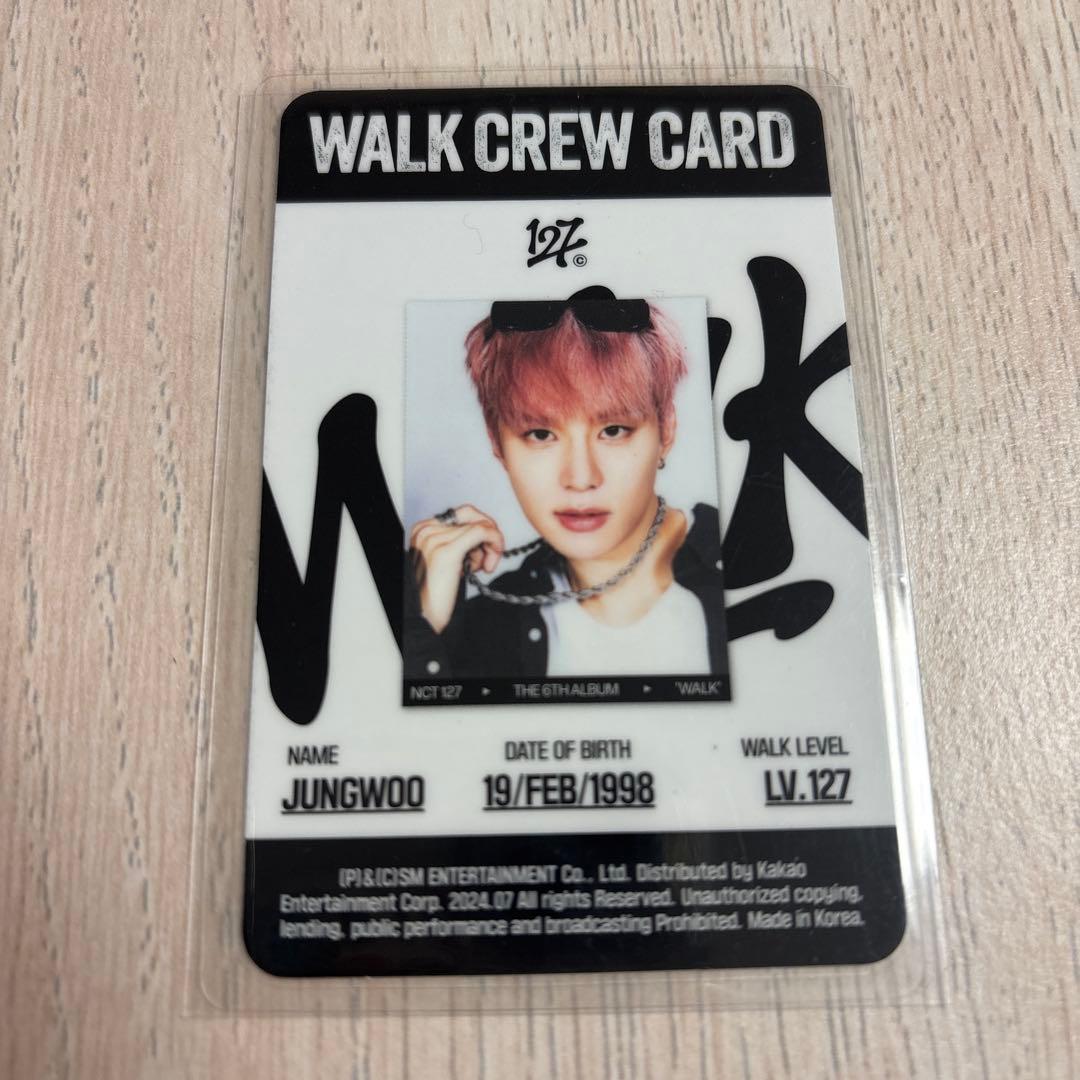 WALK CREW CARD
127©
WALK
NCT 127 ▸ THE 6TH ALBUM ▸ "WALK"
NAME DATE OF BIRTH WALK LEVEL
JUNGWOO 19/FEB/1998 LV.127
(P)&(C)SM ENTERTAINMENT Co., Ltd. Distributed by Kakao
Entertainment Corp. 2024.07 All rights Reserved. Unauthorized copying,
lending, public performance and broadcasting Prohibited. Made in Korea.